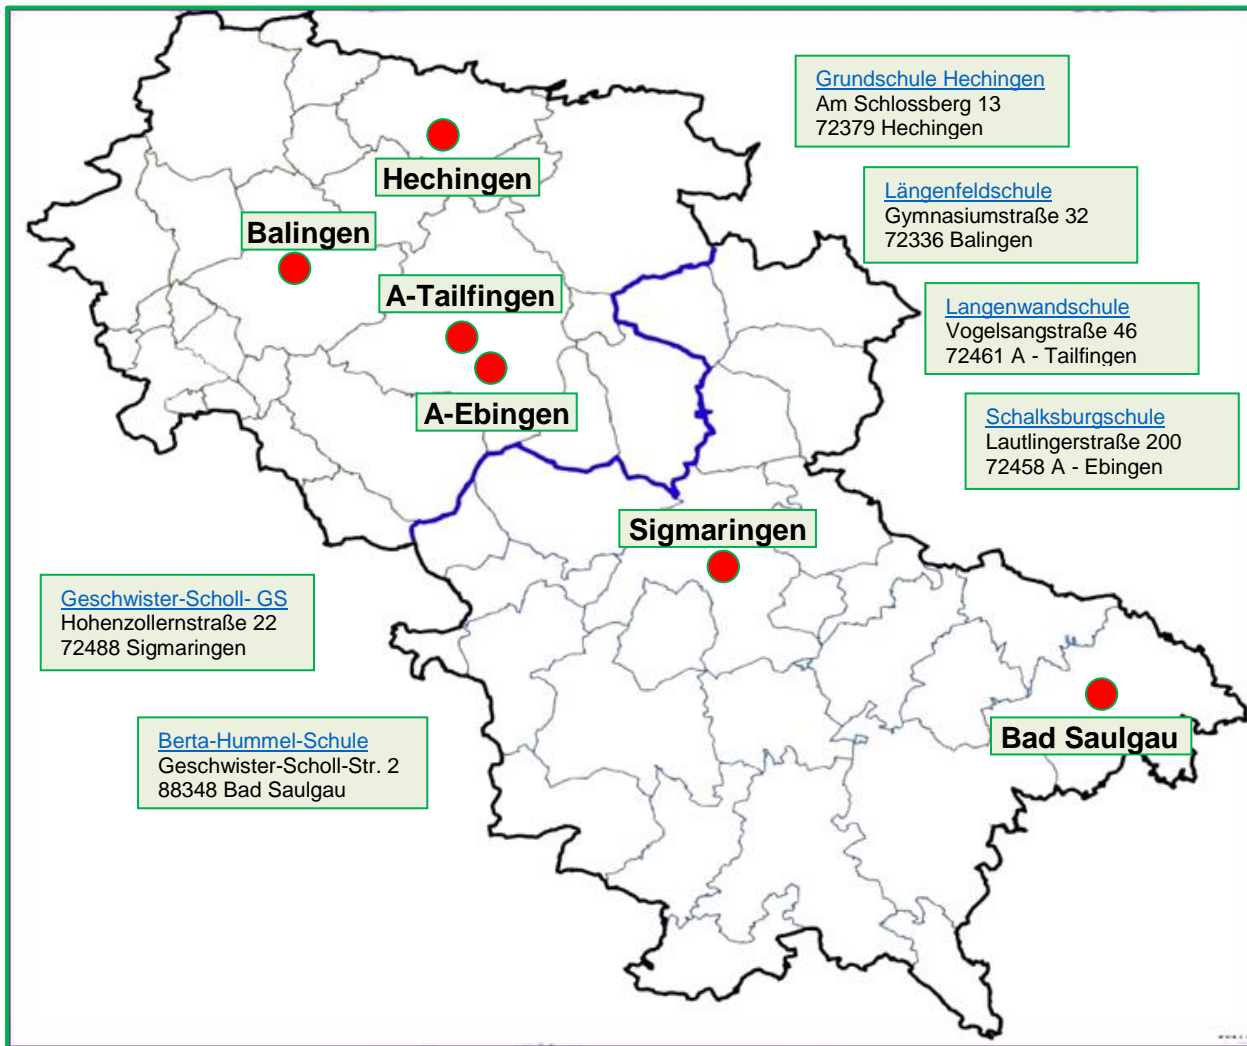 Grundschule Hechingen
Am Schlossberg 13
72379 Hechingen
Hechingen
Längenfeldschule
Gymnasiumstraße 32
72336 Balingen
Balingen
A-Tailfingen
Langenwandschule
Vogelsangstraße 46
72461 A - Tailfingen
A-Ebingen
Schalksburgschule
Lautlingerstraße 200
72458 A - Ebingen
Sigmaringen
Geschwister-Scholl- GS
Hohenzollernstraße 22
72488 Sigmaringen
Bad Saulgau
Berta-Hummel-Schule
Geschwister-Scholl-Str. 2
88348 Bad Saulgau